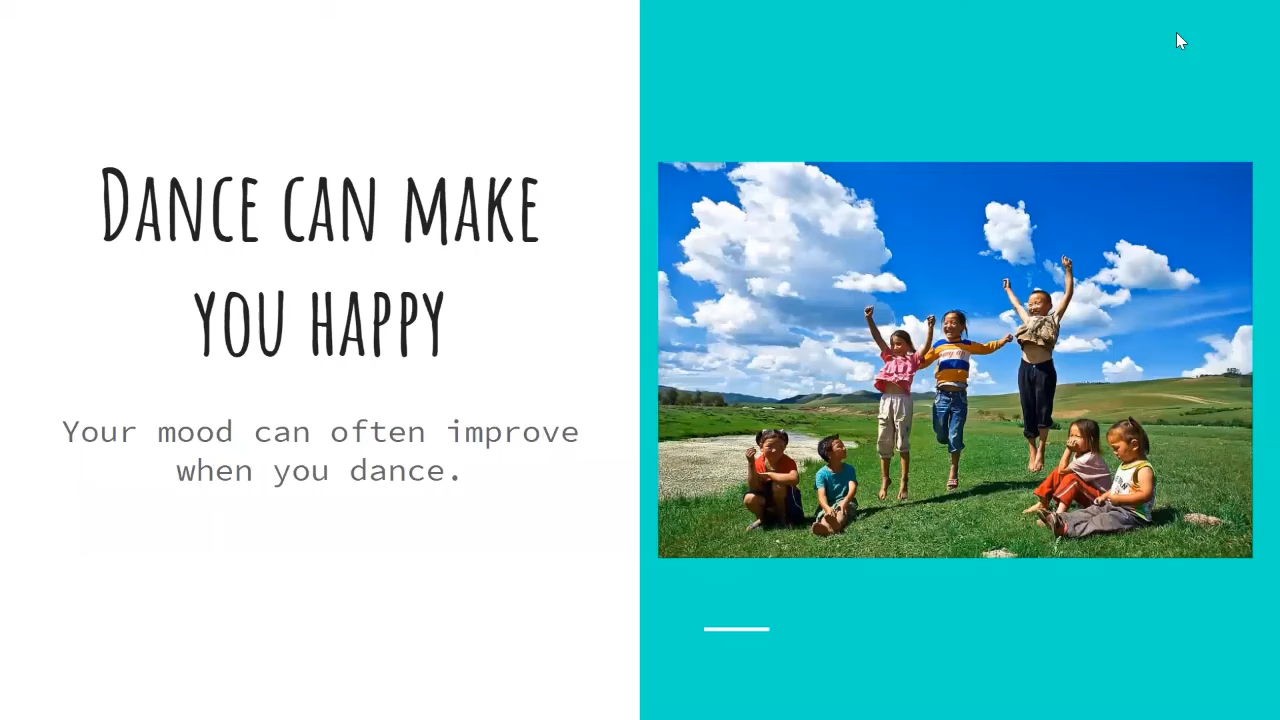 Dance can make
you happy
Your mood can often improve
when you dance.